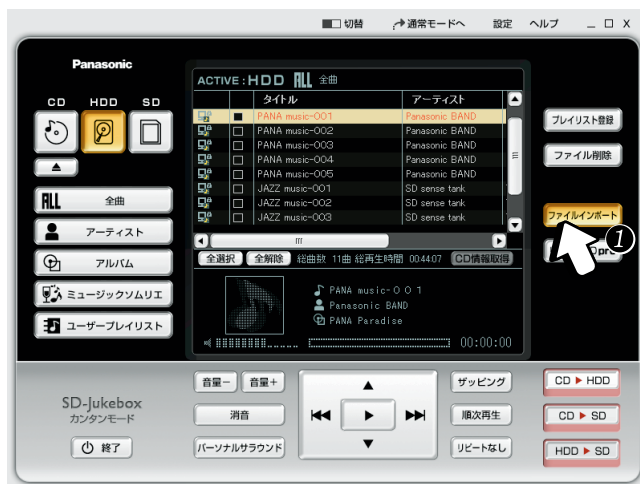 切替 通常モードへ 設定 ヘルプ
Panasonic
CD HDD SD
ACTIVE : HDD ALL 全曲
タイトル アーティスト
PANA music-001 Panasonic BAND
PANA music-002 Panasonic BAND
PANA music-003 Panasonic BAND
PANA music-004 Panasonic BAND
PANA music-005 Panasonic BAND
JAZZ music-001 SD sense tank
JAZZ music-002 SD sense tank
JAZZ music-003 SD sense tank
全選択 全解除 総曲数 11曲 総再生時間 00:44:07 CD情報取得
PANA music-001
Panasonic BAND
PANA Paradise
00:00:00
ALL 全曲
アーティスト
アルバム
ミュージックソムリエ
ユーザープレイリスト
プレイリスト登録
ファイル削除
ファイルインポート
1
SD-Jukebox
カンタンモード
終了
音量− 音量+
消音
パーソナルサラウンド
ザッピング
順次再生
リピートなし
CD ▶ HDD
CD ▶ SD
HDD ▶ SD